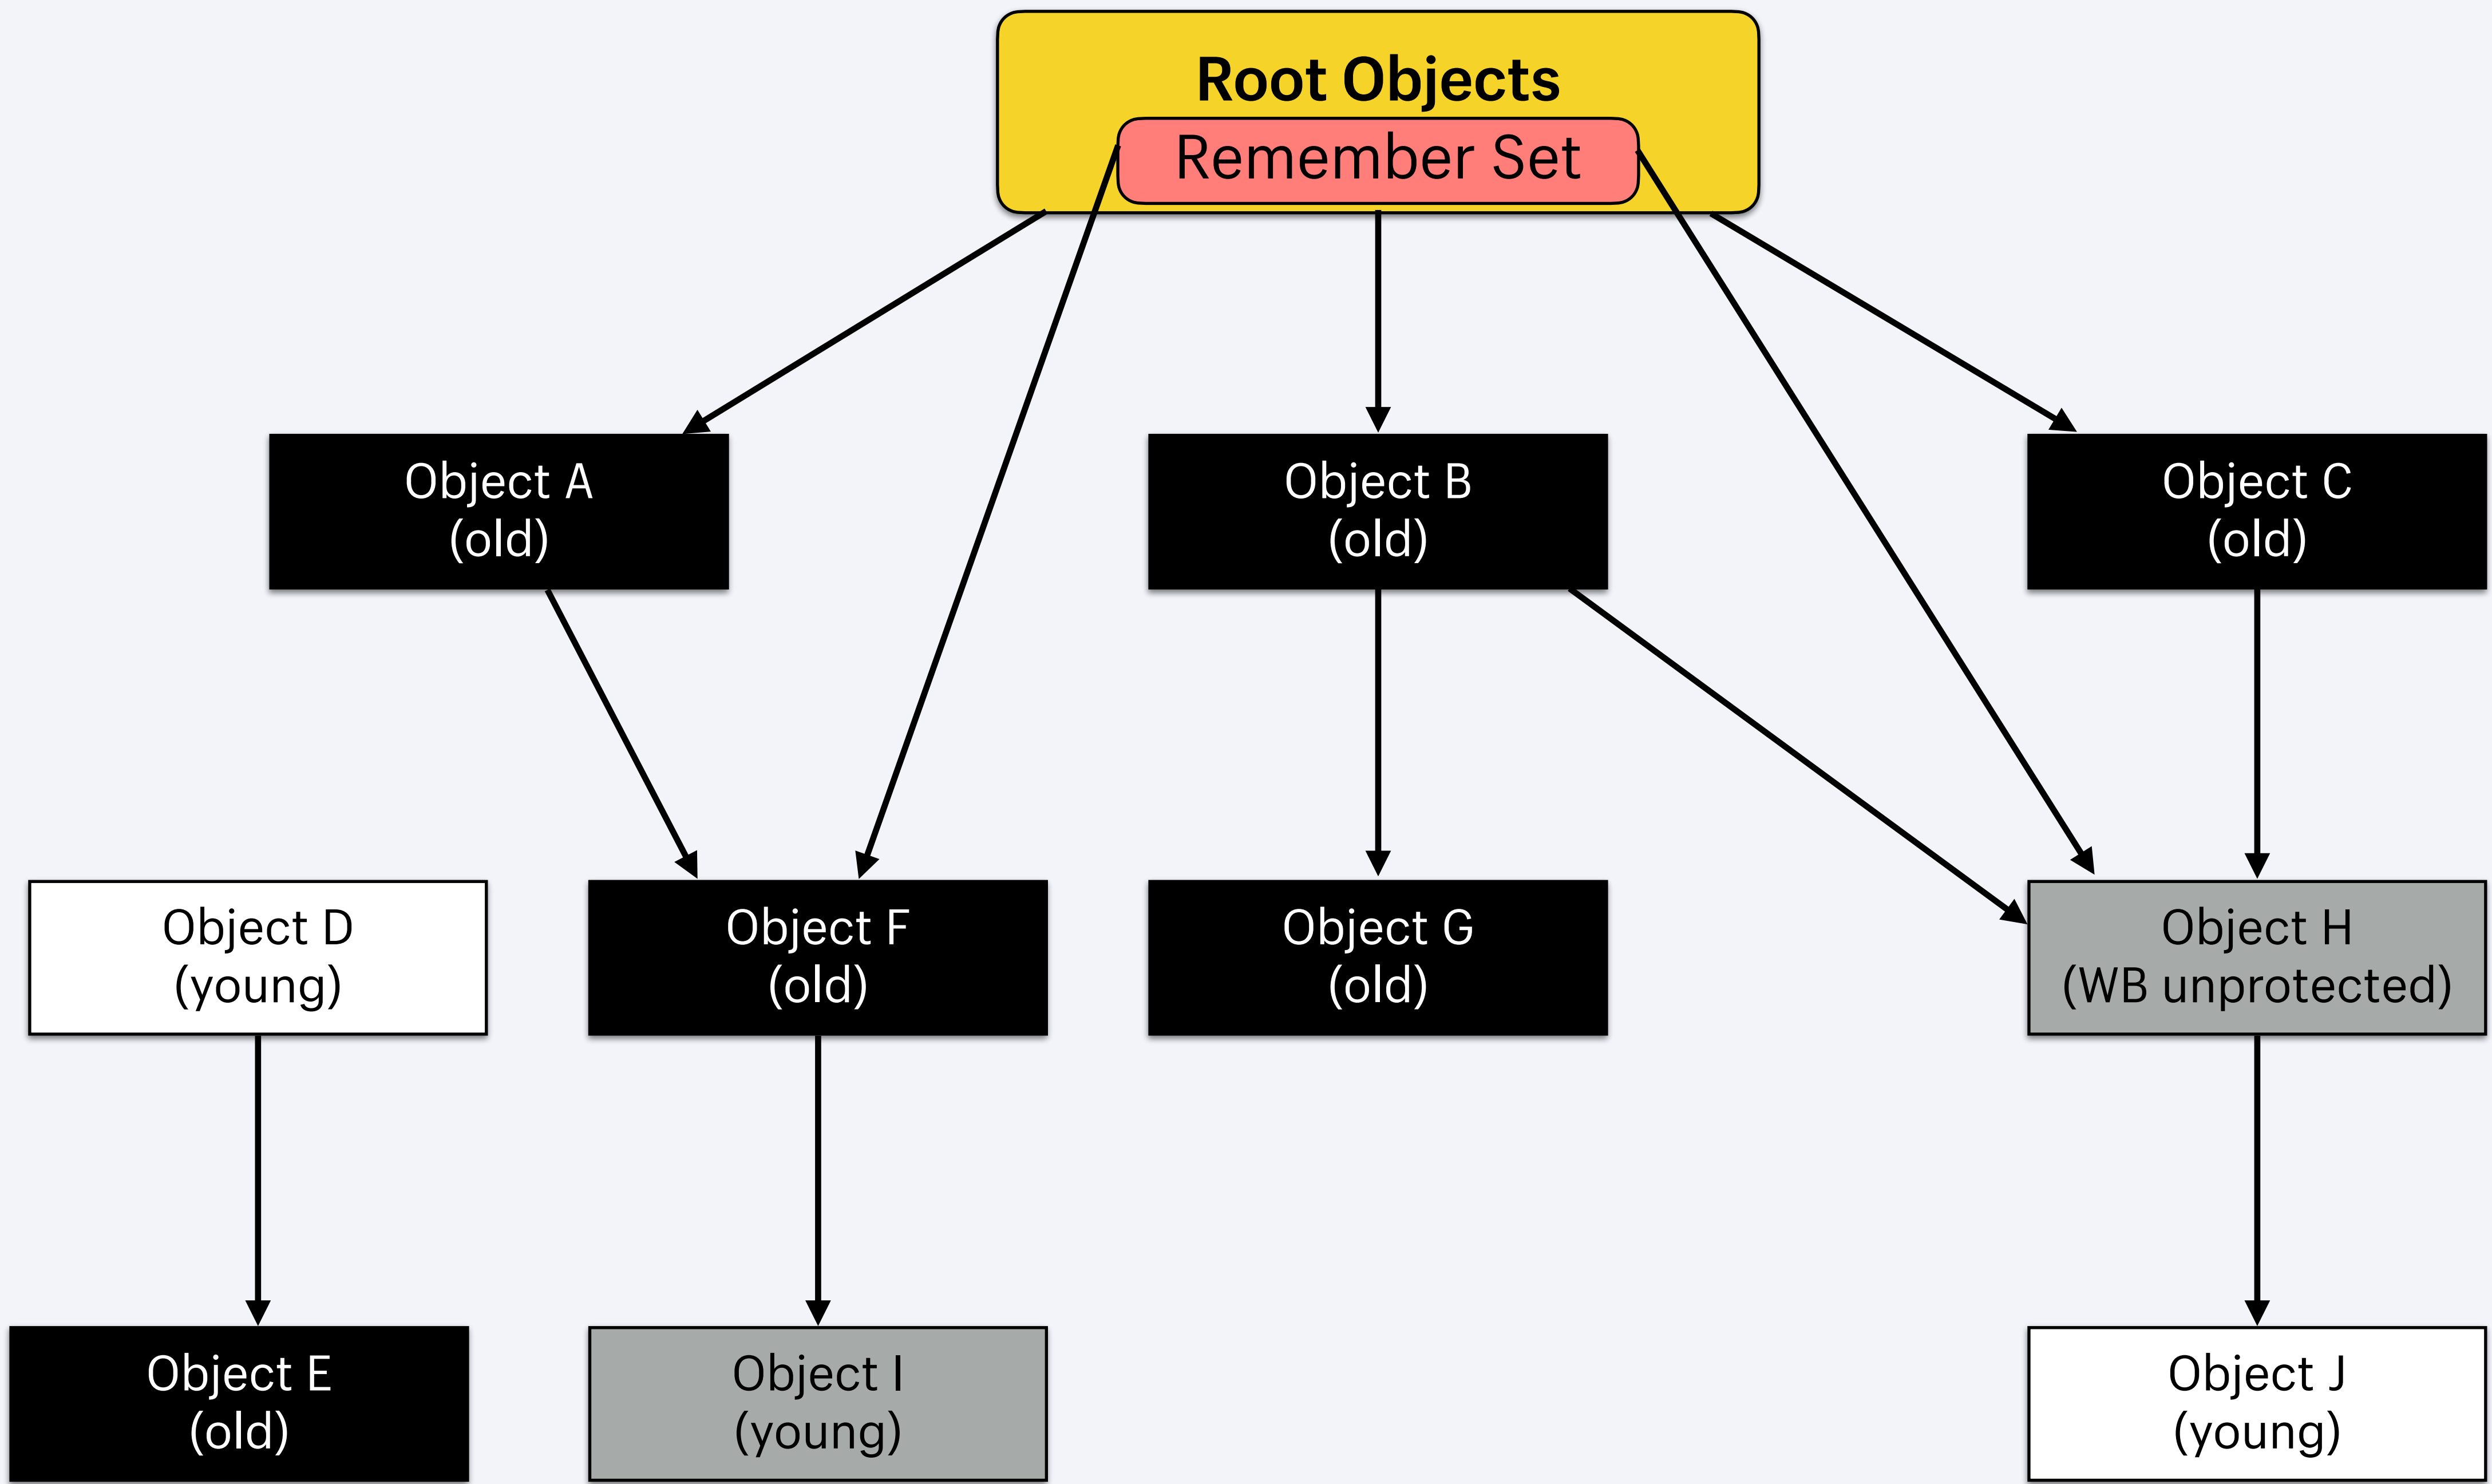 Root Objects
Remember Set
Object A
(old)
Object B
(old)
Object C
(old)
Object D
(young)
Object F
(old)
Object G
(old)
Object H
(WB unprotected)
Object E
(old)
Object I
(young)
Object J
(young)